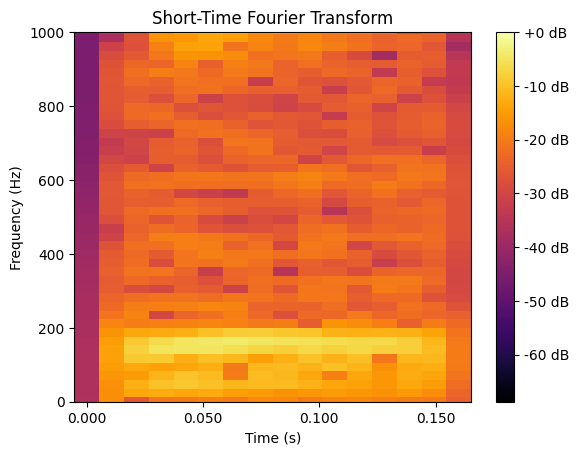 Short-Time Fourier Transform
1000
800
600
400
200
0
Frequency (Hz)
0.000
0.050
0.100
0.150
Time (s)
+0 dB
-10 dB
-20 dB
-30 dB
-40 dB
-50 dB
-60 dB